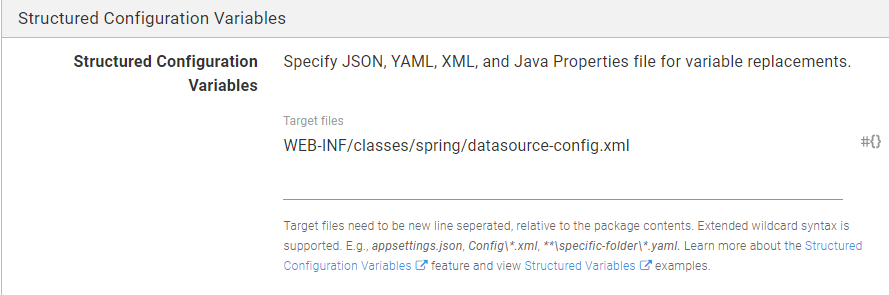 Structured Configuration Variables
Structured Configuration Variables
Specify JSON, YAML, XML, and Java Properties file for variable replacements.
Target files
WEB-INF/classes/spring/datasource-config.xml
#{}
Target files need to be new line seperated, relative to the package contents. Extended wildcard syntax is
supported. E.g., appsettings.json, Config\*.xml, **\specific-folder\*.yaml. Learn more about the Structured
Configuration Variables feature and view Structured Variables examples.